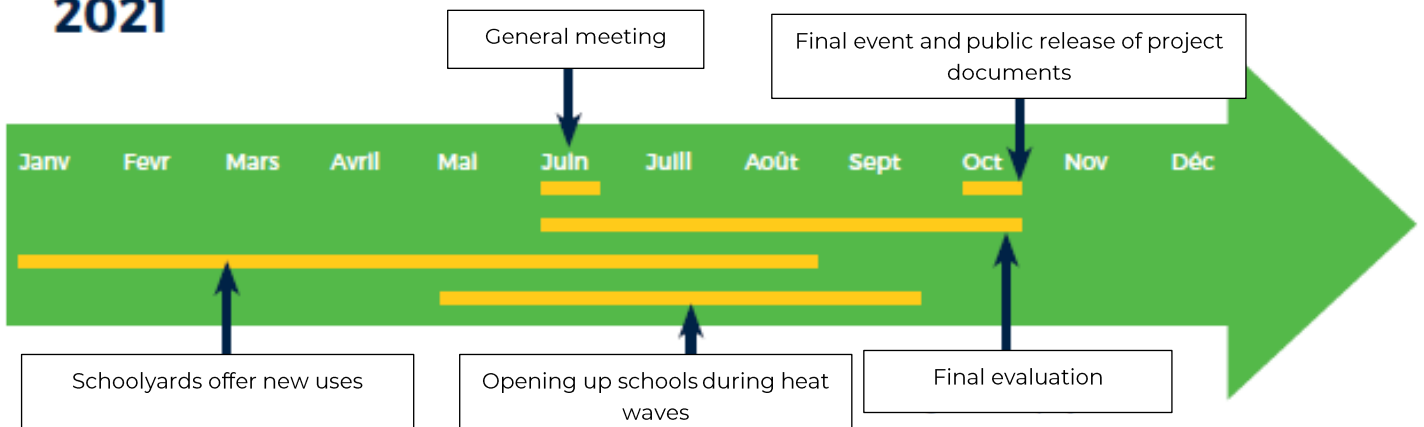 2021
General meeting
Final event and public release of project
documents
Janv Fevr Mars Avril Mai Juin Juill Août Sept Oct Nov Déc
Schoolyards offer new uses
Opening up schools during heat
waves
Final evaluation